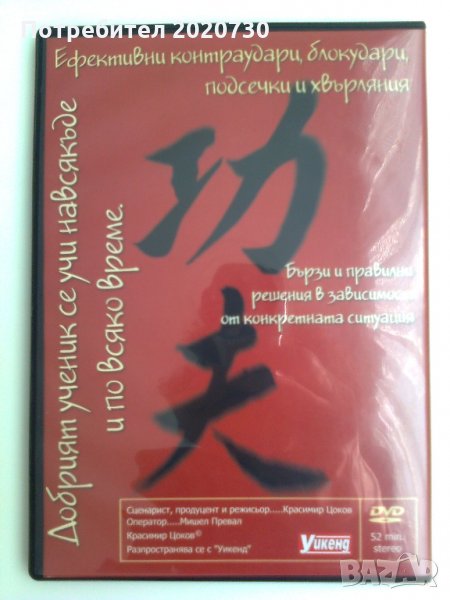 Потребител 2020730
Ефективни контраудари, блокудари,
подсечки и хвърляния
Добрият ученик се учи навсякъде
и по всяко време.
功
夫
Бързи и правилни
решения в зависимост
от конкретната ситуация
Сценарист, продуцент и режисьор.....Красимир Цоков
Оператор.....Мишел Превал
Красимир Цоков©
Разпространява се с "Уикенд"
Уикенд
DVD
52 min.
stereo
Bazar.bg